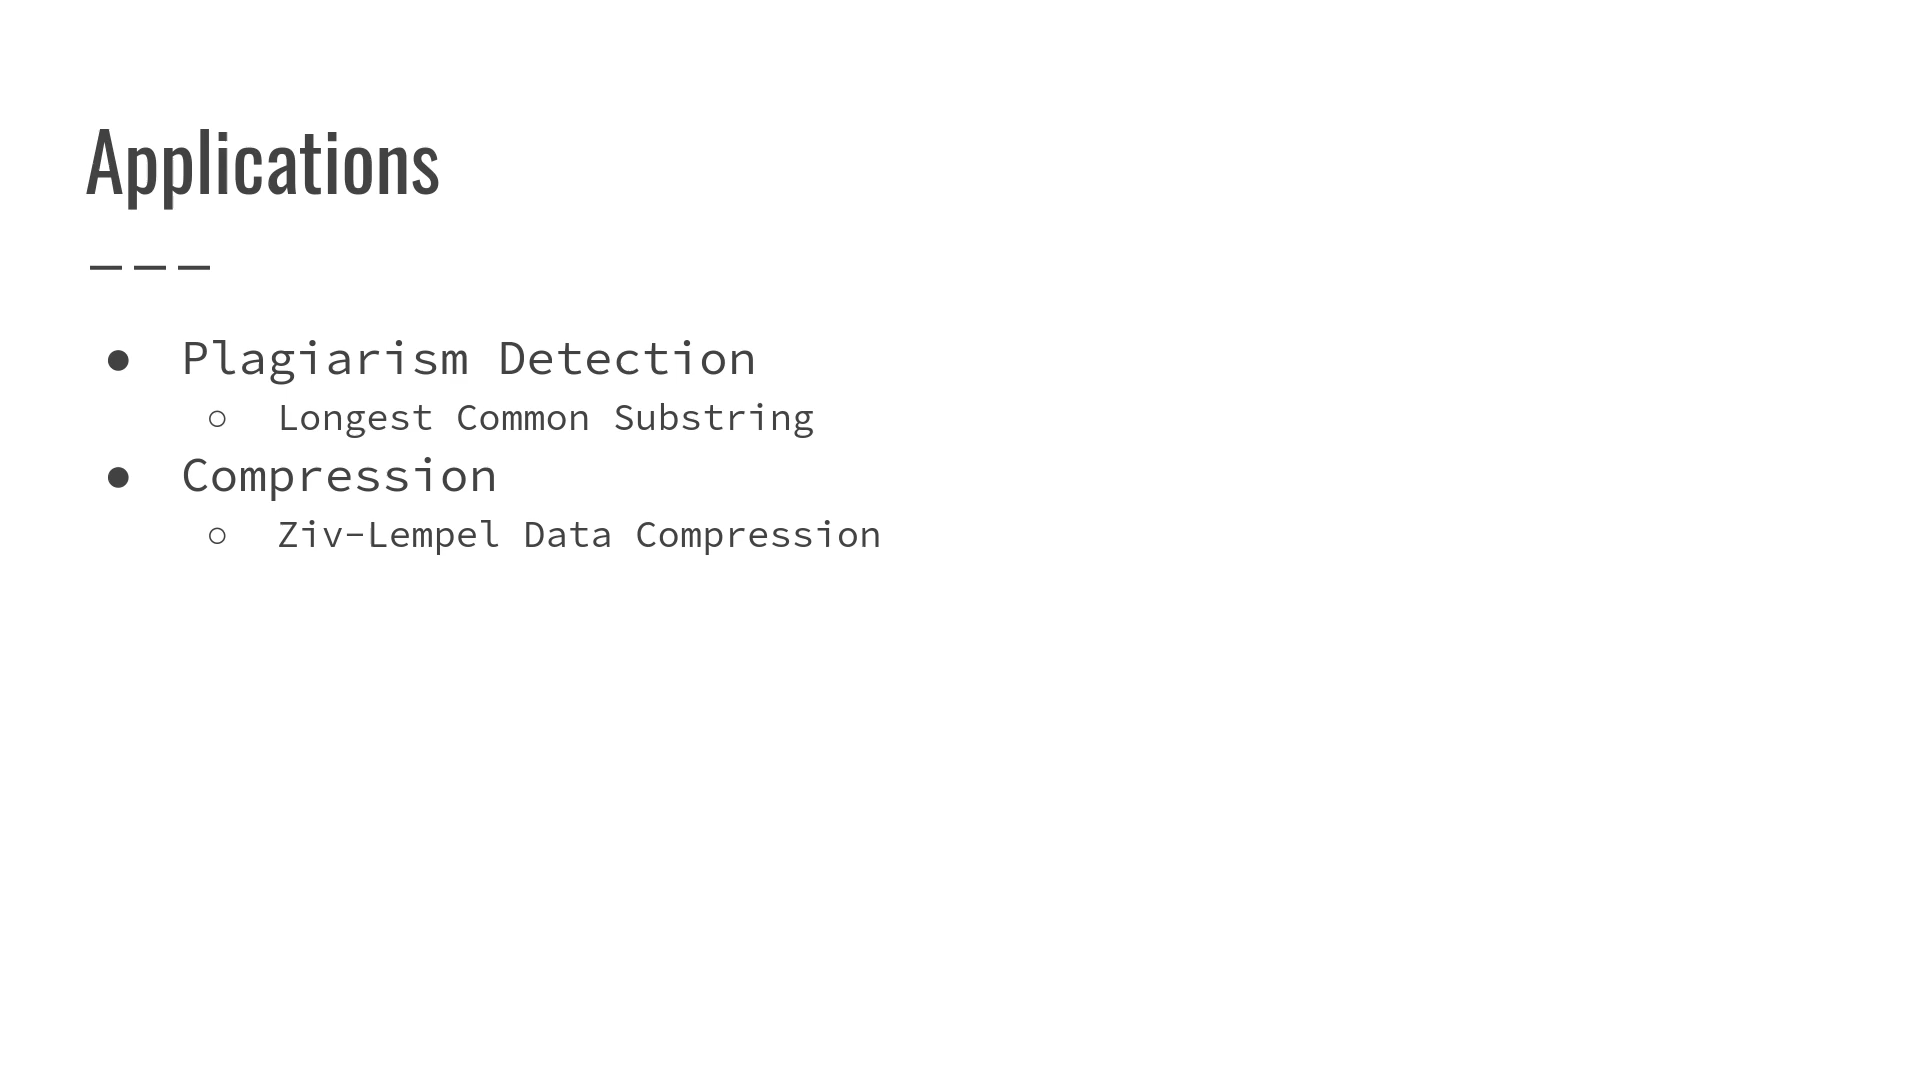 Applications
● Plagiarism Detection
○ Longest Common Substring
● Compression
○ Ziv-Lempel Data Compression